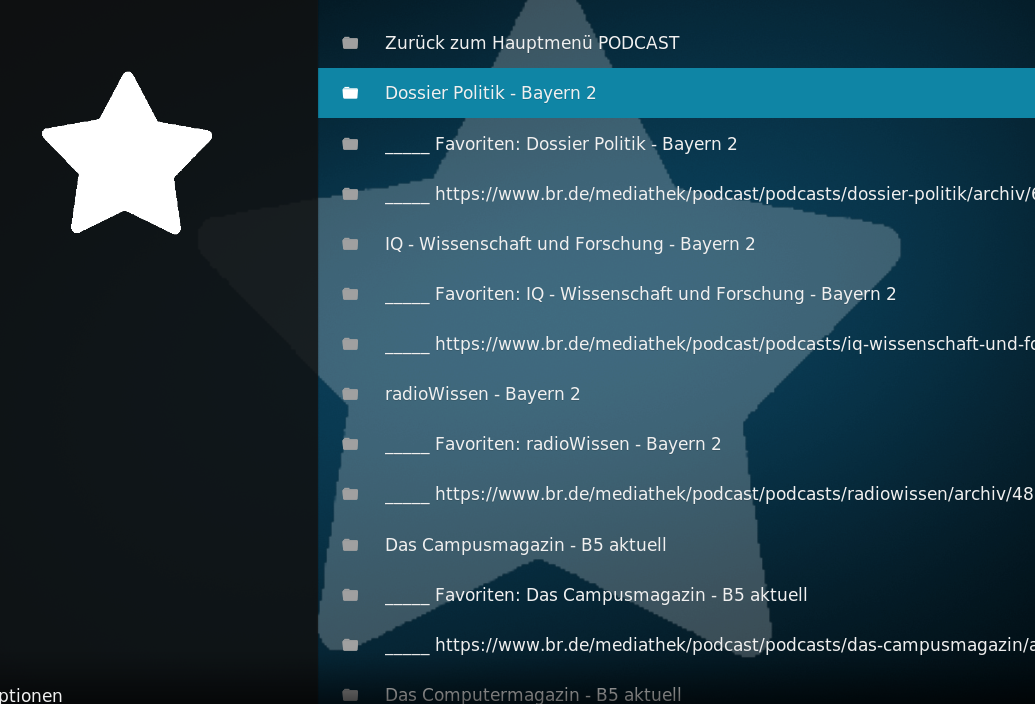 Zurück zum Hauptmenü PODCAST
Dossier Politik - Bayern 2
_____ Favoriten: Dossier Politik - Bayern 2
_____ https://www.br.de/mediathek/podcast/podcasts/dossier-politik/archiv/6
IQ - Wissenschaft und Forschung - Bayern 2
_____ Favoriten: IQ - Wissenschaft und Forschung - Bayern 2
_____ https://www.br.de/mediathek/podcast/podcasts/iq-wissenschaft-und-fo
radioWissen - Bayern 2
_____ Favoriten: radioWissen - Bayern 2
_____ https://www.br.de/mediathek/podcast/podcasts/radiowissen/archiv/48
Das Campusmagazin - B5 aktuell
_____ Favoriten: Das Campusmagazin - B5 aktuell
_____ https://www.br.de/mediathek/podcast/podcasts/das-campusmagazin/a
Das Computermagazin - B5 aktuell
ptionen